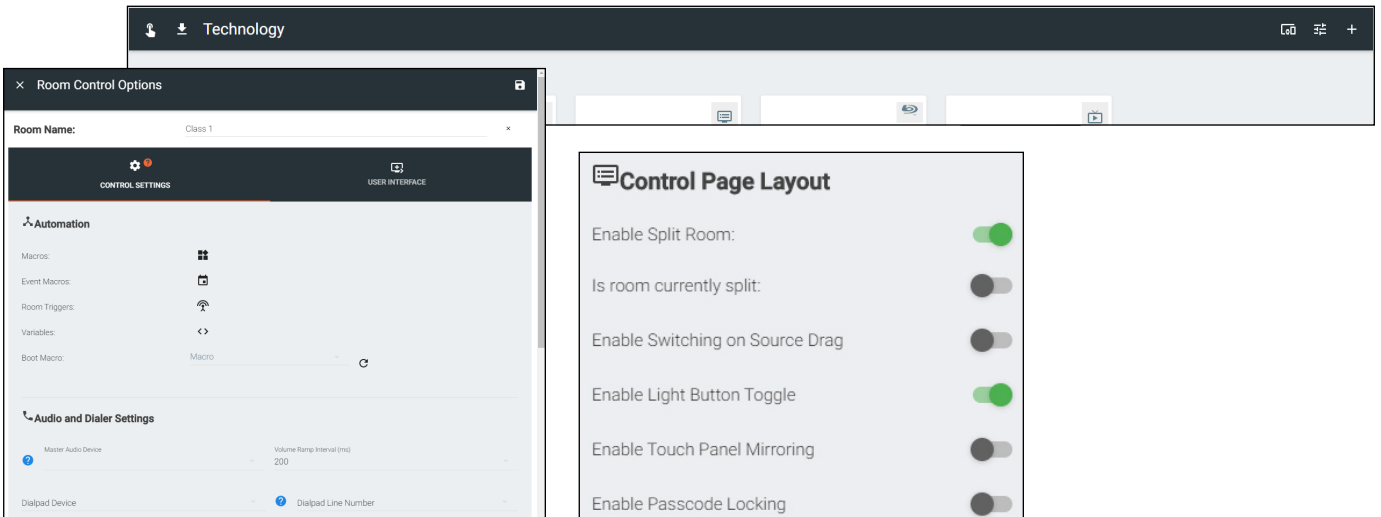 Technology
Room Control Options
Room Name: Class 1 ×
CONTROL SETTINGS USER INTERFACE
Automation
Macros:
Event Macros:
Room Triggers:
Variables:
Boot Macro: Macro
Audio and Dialer Settings
Master Audio Device Volume Ramp Interval (ms)
200
Dialpad Device Dialpad Line Number
Control Page Layout
Enable Split Room:
Is room currently split:
Enable Switching on Source Drag
Enable Light Button Toggle
Enable Touch Panel Mirroring
Enable Passcode Locking